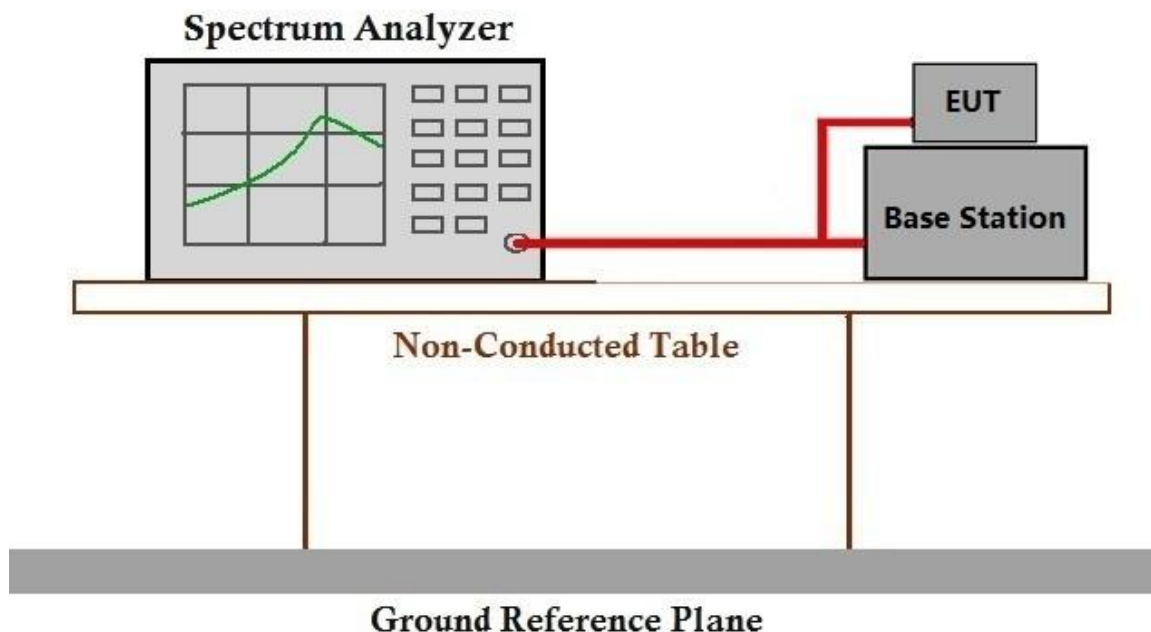 Spectrum Analyzer
EUT
Base Station
Non-Conducted Table
Ground Reference Plane